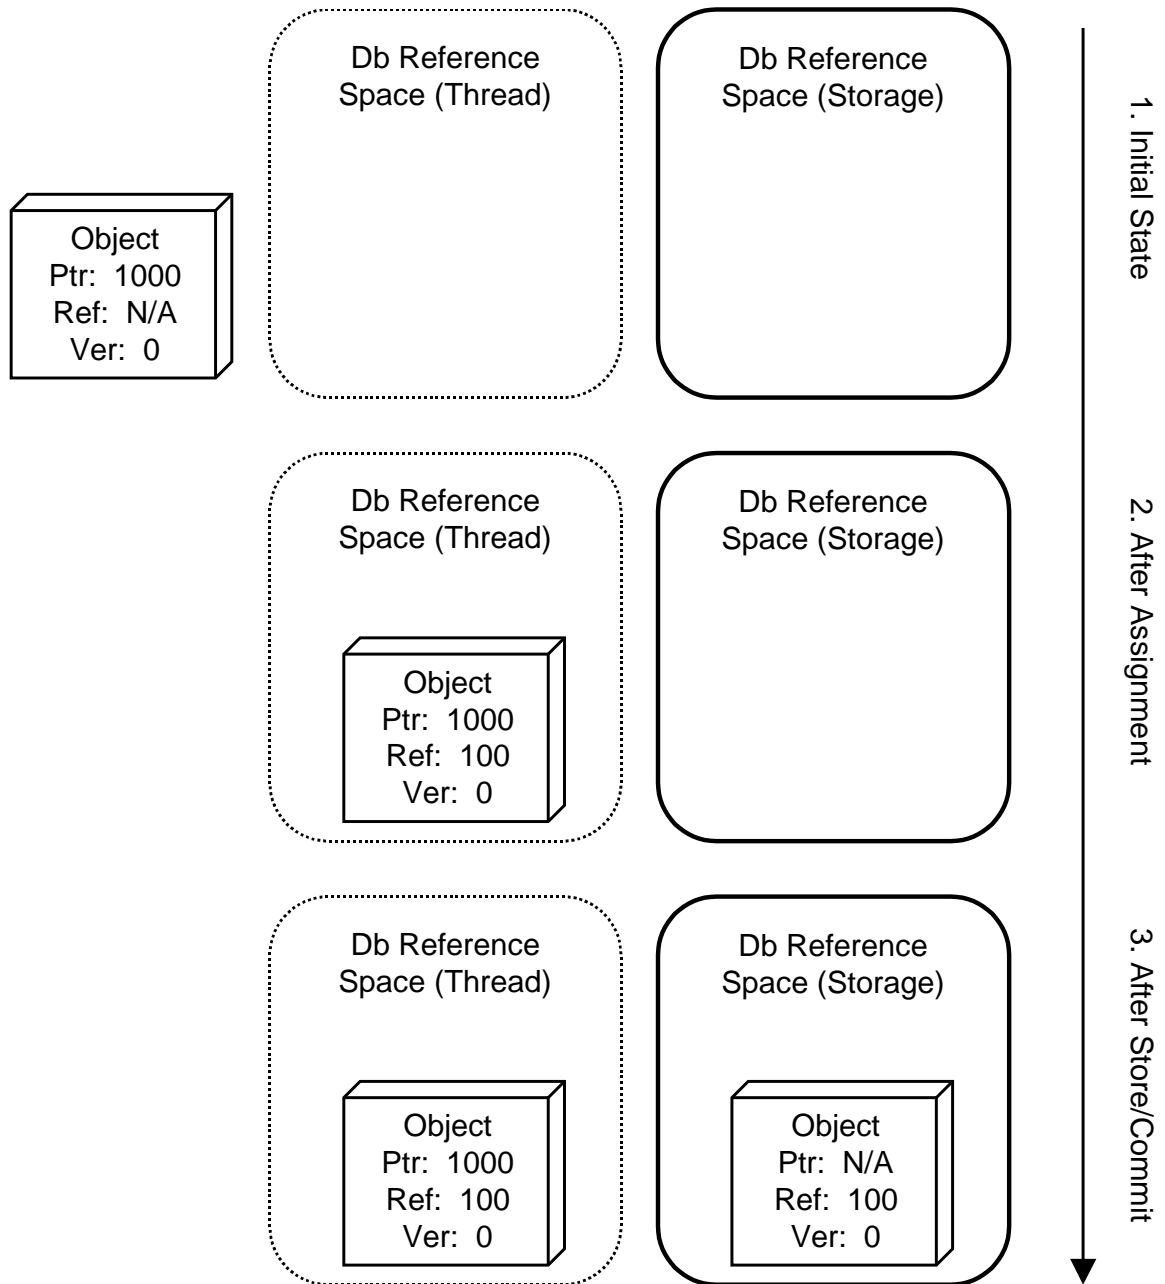 Db Reference
Space (Thread)
Db Reference
Space (Storage)
Object
Ptr: 1000
Ref: N/A
Ver: 0
1. Initial State
Db Reference
Space (Thread)
Db Reference
Space (Storage)
Object
Ptr: 1000
Ref: 100
Ver: 0
2. After Assignment
Db Reference
Space (Thread)
Db Reference
Space (Storage)
Object
Ptr: 1000
Ref: 100
Ver: 0
Object
Ptr: N/A
Ref: 100
Ver: 0
3. After Store/Commit